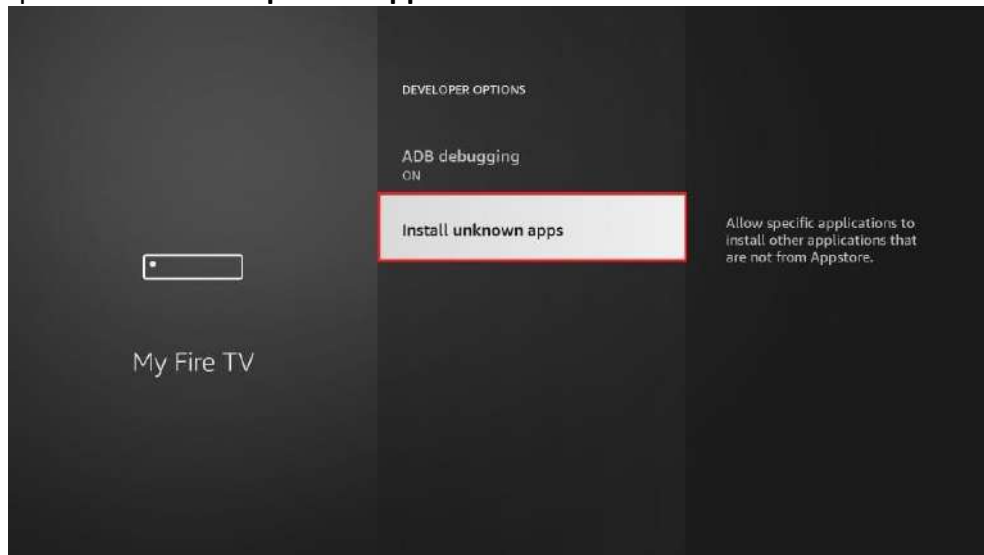 DEVELOPER OPTIONS
ADB debugging
ON
Install unknown apps
Allow specific applications to
install other applications that
are not from Appstore.
My Fire TV